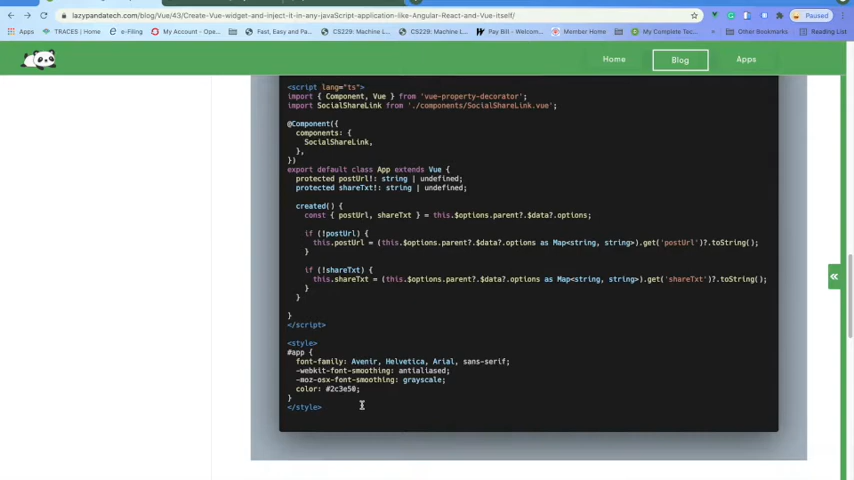 lazypandatech.com/blog/Vue/43/Create-Vue-widget-and-inject-it-in-any-javaScript-application-like-Angular-React-and-Vue-itself/
Paused
Apps
TRACES | Home
e-Filing
My Account - Ope...
Fast, Easy and Pa...
CS229: Machine L...
CS229: Machine L...
Pay Bill - Welcom...
Member Home
My Complete Tec...
Other Bookmarks
Reading List
Home
Blog
Apps
<script lang="ts">
import { Component, Vue } from 'vue-property-decorator';
import SocialShareLink from './components/SocialShareLink.vue';
@Component({
components: {
SocialShareLink,
},
})
export default class App extends Vue {
protected postUrl!: string | undefined;
protected shareTxt!: string | undefined;
created() {
const { postUrl, shareTxt } = this.$options.parent?.$data?.options;
if (!postUrl) {
this.postUrl = (this.$options.parent?.$data?.options as Map<string, string>).get('postUrl')?.toString();
}
if (!shareTxt) {
this.shareTxt = (this.$options.parent?.$data?.options as Map<string, string>).get('shareTxt')?.toString();
}
}
}
</script>
<style>
#app {
font-family: Avenir, Helvetica, Arial, sans-serif;
-webkit-font-smoothing: antialiased;
-moz-osx-font-smoothing: grayscale;
color: #2c3e50;
}
</style>